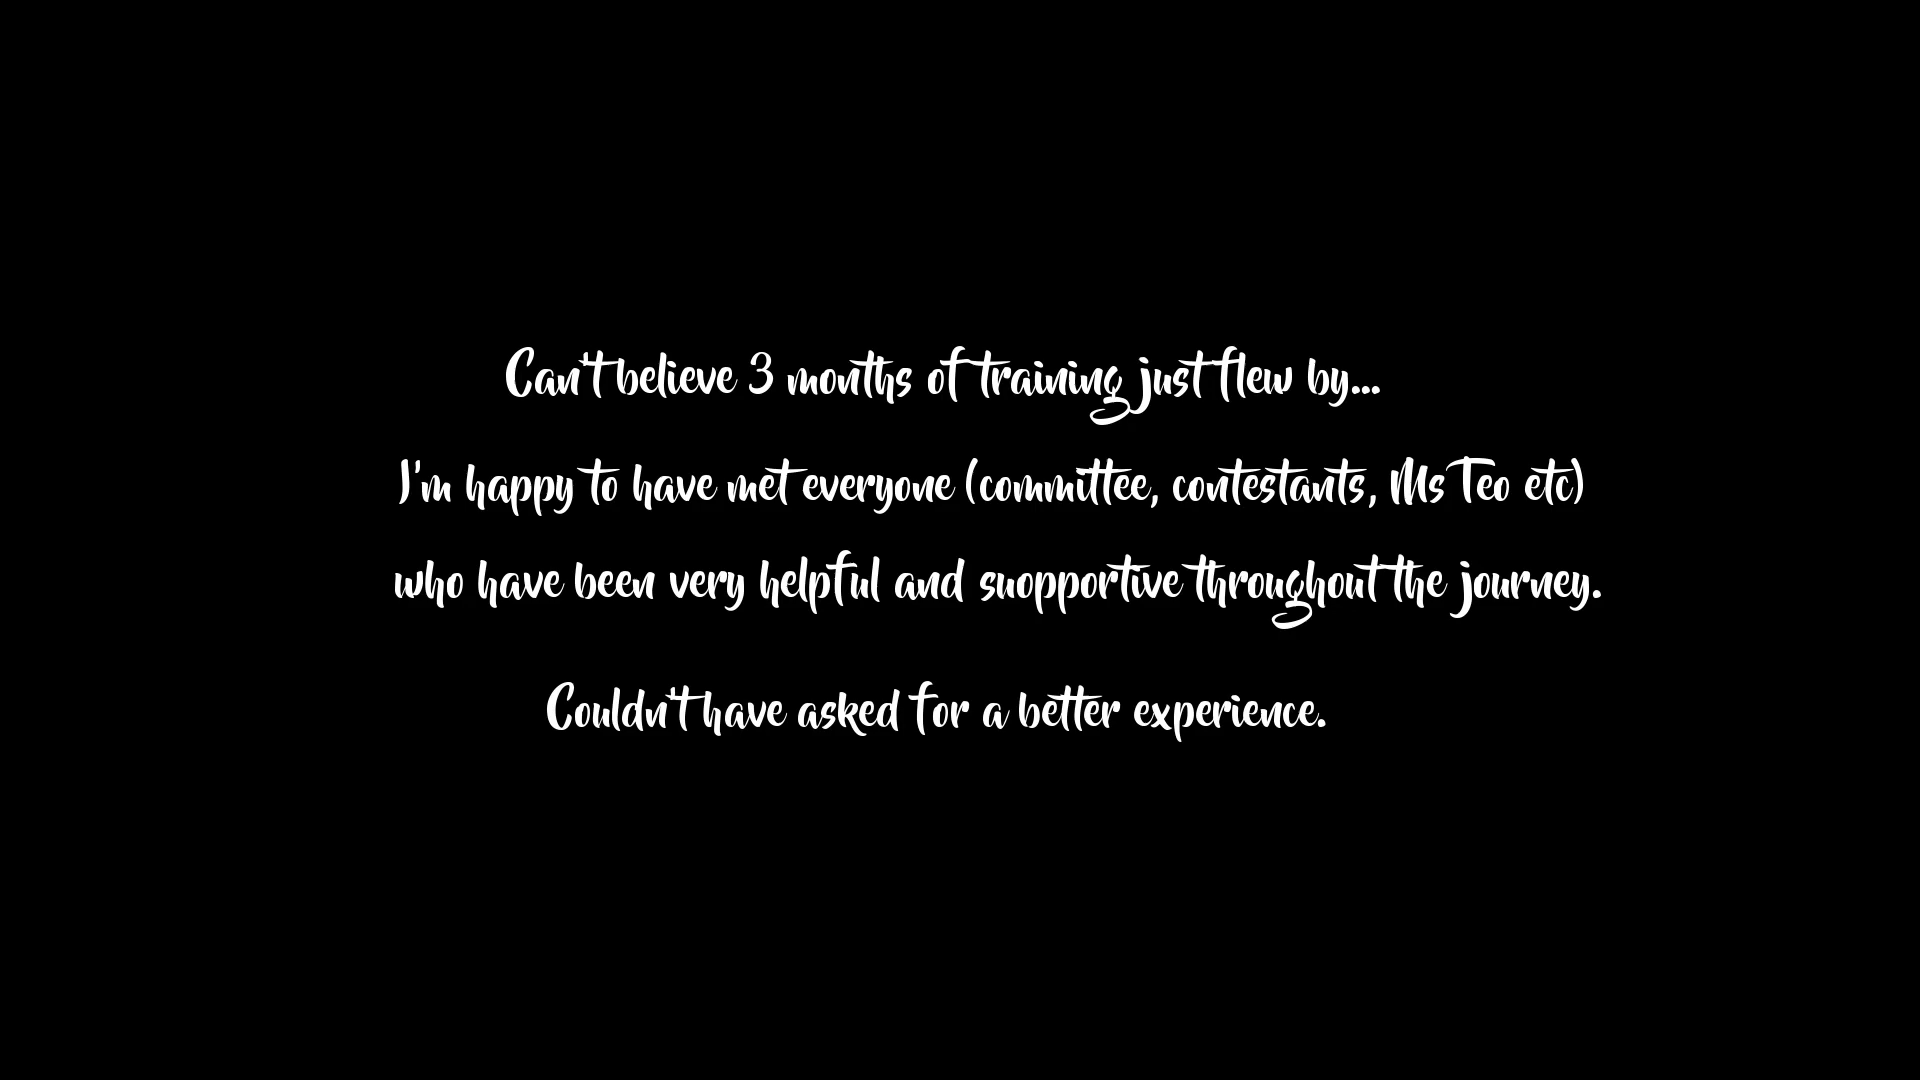 Can't believe 3 months of training just flew by...
I'm happy to have met everyone (committee, contestants, Ms Teo etc)
who have been very helpful and suopportive throughout the journey.
Couldn't have asked for a better experience.